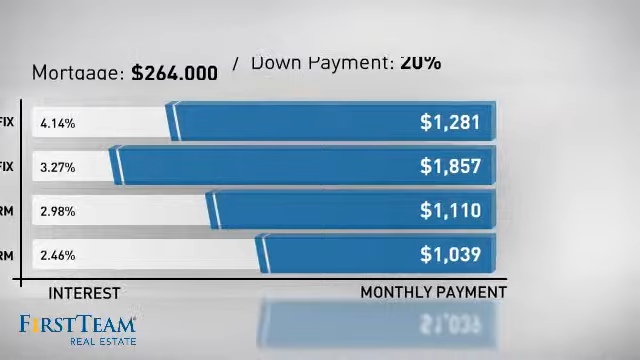 Mortgage: $264.000 / Down Payment: 20%
FIX 4.14% $1,281
FIX 3.27% $1,857
RM 2.98% $1,110
RM 2.46% $1,039
INTEREST MONTHLY PAYMENT
FIRSTTEAM
REAL ESTATE